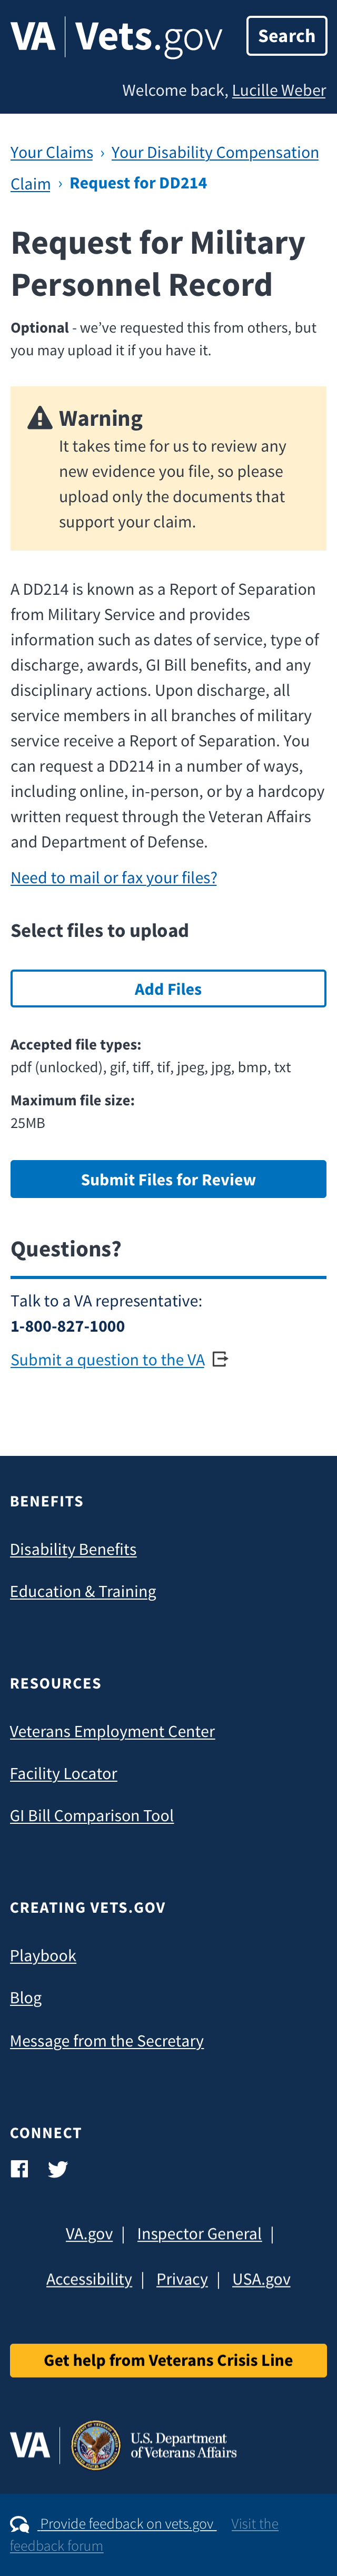 VA | Vets.gov Search
Welcome back, Lucille Weber
Your Claims › Your Disability Compensation
Claim › Request for DD214
Request for Military
Personnel Record
Optional - we’ve requested this from others, but
you may upload it if you have it.
Warning
It takes time for us to review any
new evidence you file, so please
upload only the documents that
support your claim.
A DD214 is known as a Report of Separation
from Military Service and provides
information such as dates of service, type of
discharge, awards, GI Bill benefits, and any
disciplinary actions. Upon discharge, all
service members in all branches of military
service receive a Report of Separation. You
can request a DD214 in a number of ways,
including online, in-person, or by a hardcopy
written request through the Veteran Affairs
and Department of Defense.
Need to mail or fax your files?
Select files to upload
Add Files
Accepted file types:
pdf (unlocked), gif, tiff, tif, jpeg, jpg, bmp, txt
Maximum file size:
25MB
Submit Files for Review
Questions?
Talk to a VA representative:
1-800-827-1000
Submit a question to the VA
BENEFITS
Disability Benefits
Education & Training
RESOURCES
Veterans Employment Center
Facility Locator
GI Bill Comparison Tool
CREATING VETS.GOV
Playbook
Blog
Message from the Secretary
CONNECT
VA.gov | Inspector General |
Accessibility | Privacy | USA.gov
Get help from Veterans Crisis Line
VA | U.S. Department
of Veterans Affairs
Provide feedback on vets.gov Visit the
feedback forum